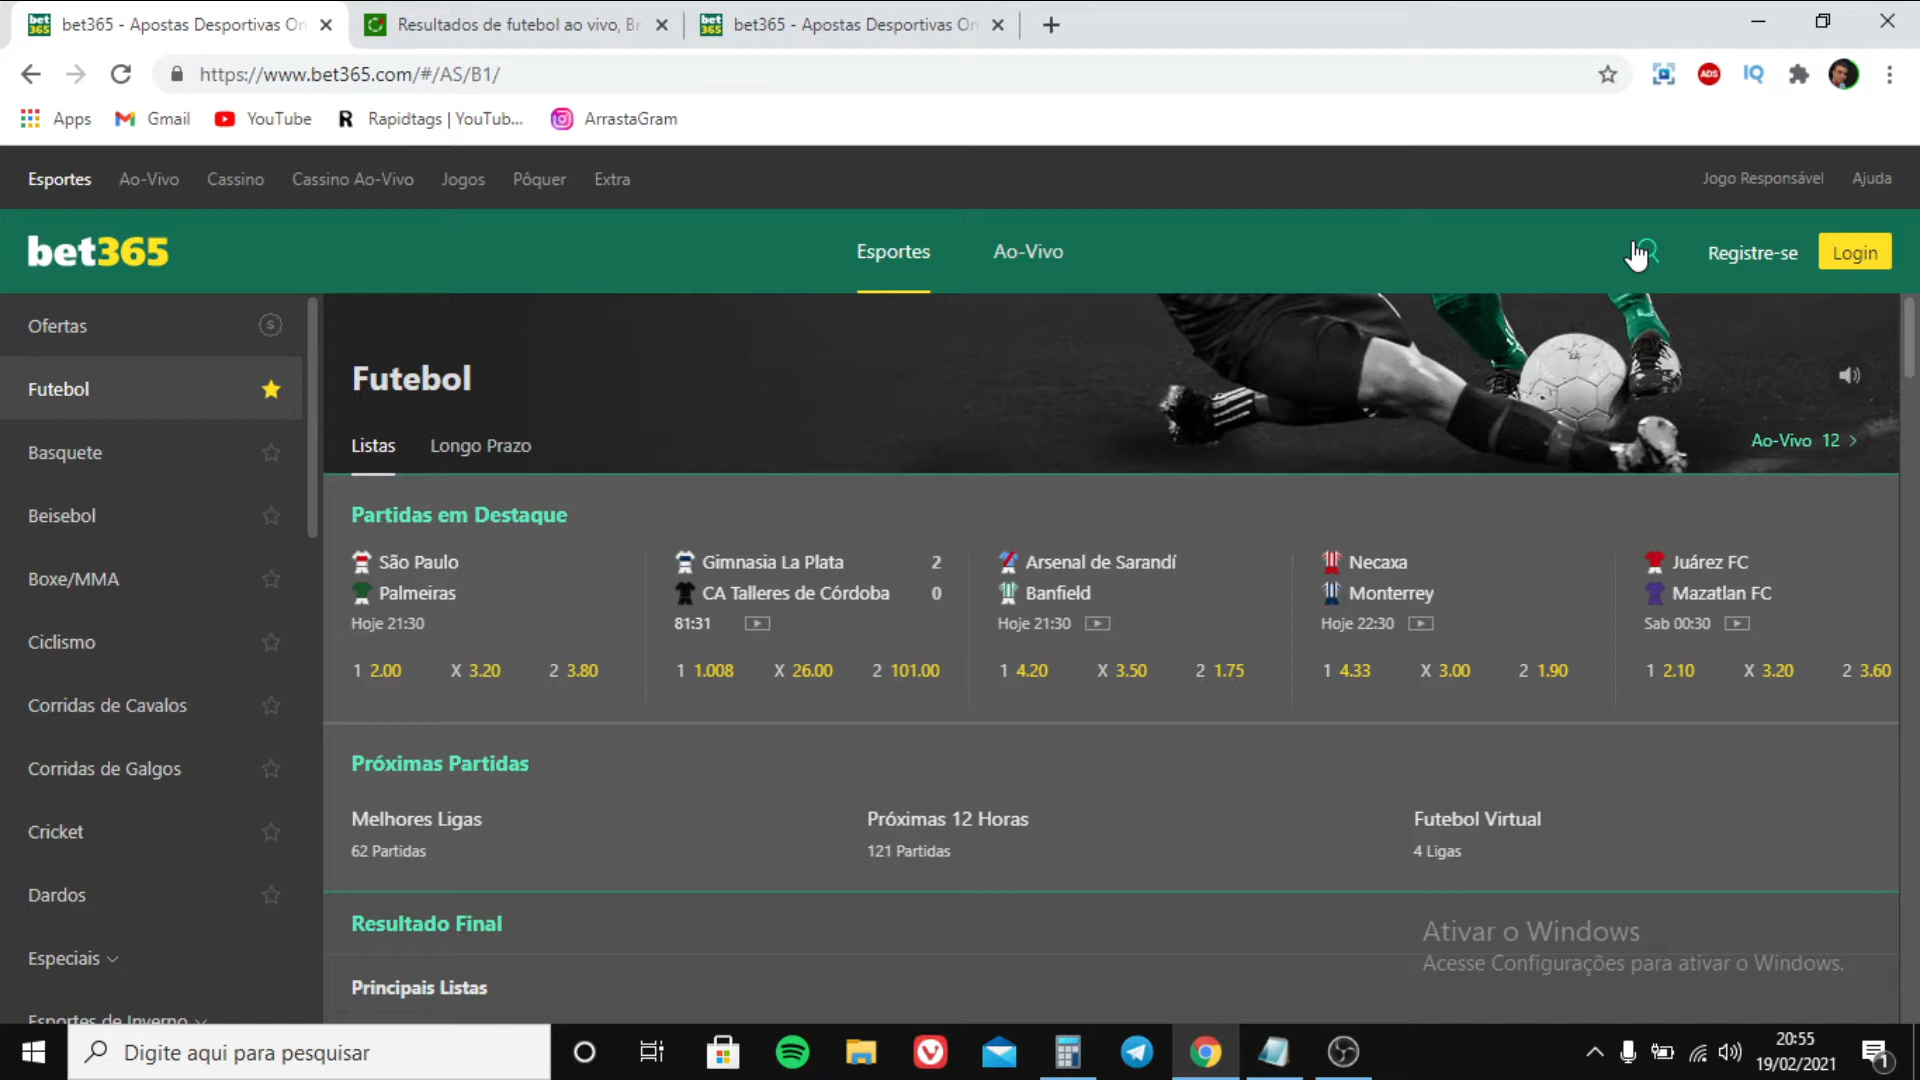 bet365 - Apostas Desportivas On
Resultados de futebol ao vivo, Br
bet365 - Apostas Desportivas On
https://www.bet365.com/#/AS/B1/
ADS
IQ
Apps
Gmail
YouTube
Rapidtags | YouTub...
ArrastaGram
Esportes Ao-Vivo Cassino Cassino Ao-Vivo Jogos Pôquer Extra
Jogo Responsável Ajuda
bet365
Esportes
Ao-Vivo
Registre-se
Login
Ofertas
Futebol
Basquete
Beisebol
Boxe/MMA
Ciclismo
Corridas de Cavalos
Corridas de Galgos
Cricket
Dardos
Especiais
Esportes de Inverno
Futebol
Listas
Longo Prazo
Ao-Vivo 12 >
Partidas em Destaque
São Paulo
Palmeiras
Hoje 21:30
1 2.00 X 3.20 2 3.80
Gimnasia La Plata 2
CA Talleres de Córdoba 0
81:31
1 1.008 X 26.00 2 101.00
Arsenal de Sarandí
Banfield
Hoje 21:30
1 4.20 X 3.50 2 1.75
Necaxa
Monterrey
Hoje 22:30
1 4.33 X 3.00 2 1.90
Juárez FC
Mazatlan FC
Sab 00:30
1 2.10 X 3.20 2 3.60
Próximas Partidas
Melhores Ligas
62 Partidas
Próximas 12 Horas
121 Partidas
Futebol Virtual
4 Ligas
Resultado Final
Principais Listas
Ativar o Windows
Acesse Configurações para ativar o Windows.
Digite aqui para pesquisar
20:55
19/02/2021
1